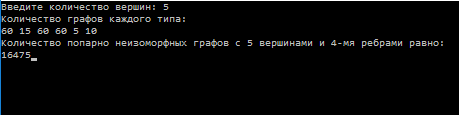 Введите количество вершин: 5
Количество графов каждого типа:
60 15 60 60 5 10
Количество попарно неизоморфных графов с 5 вершинами и 4-мя ребрами равно:
16475